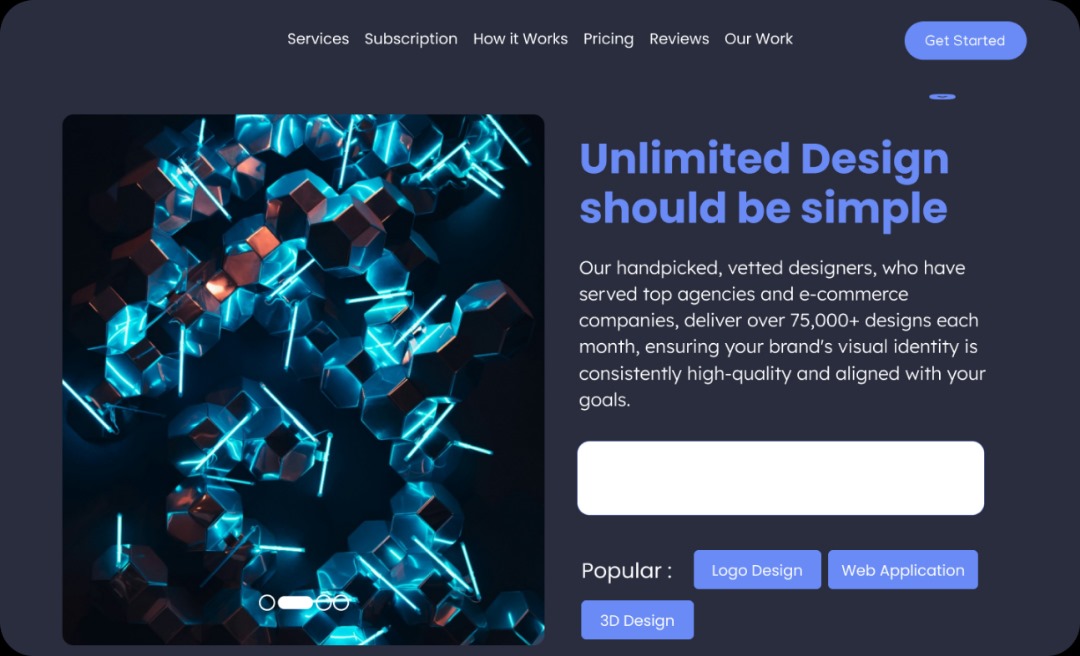 Services Subscription How it Works Pricing Reviews Our Work
Get Started
Unlimited Design
should be simple
Our handpicked, vetted designers, who have
served top agencies and e-commerce
companies, deliver over 75,000+ designs each
month, ensuring your brand's visual identity is
consistently high-quality and aligned with your
goals.
Popular : Logo Design Web Application
3D Design